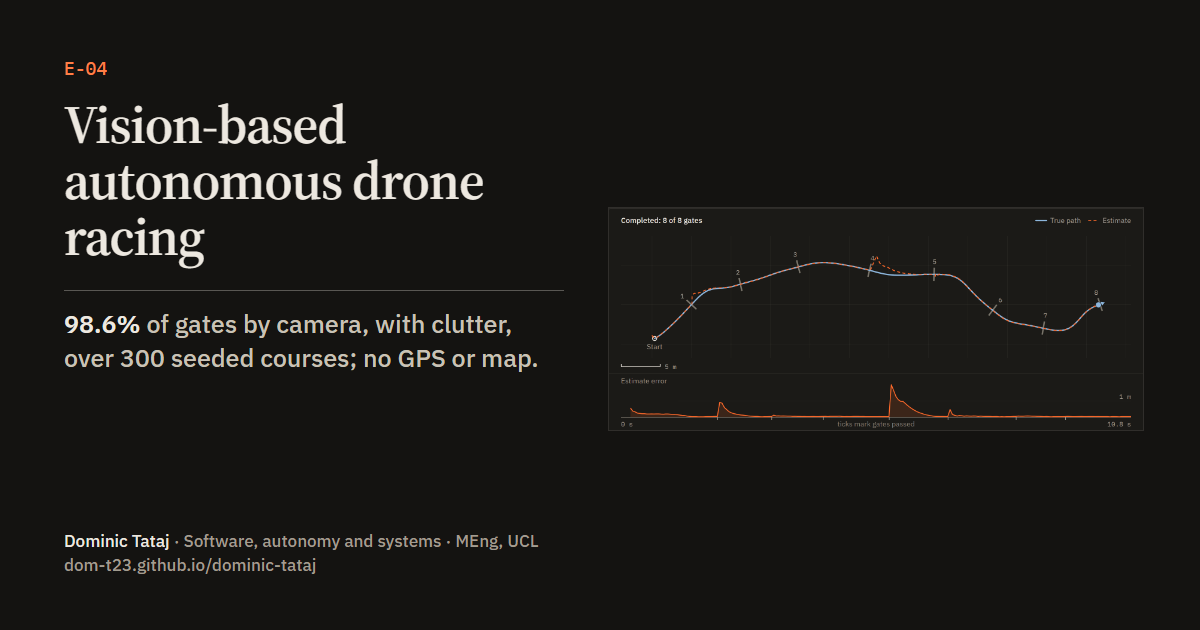 E-04
Vision-based
autonomous drone
racing
98.6% of gates by camera, with clutter,
over 300 seeded courses; no GPS or map.
Completed: 8 of 8 gates
True path
Estimate
1
2
3
4
5
6
7
8
Start
5 m
Estimate error
1 m
0 s
ticks mark gates passed
19.8 s
Dominic Tataj · Software, autonomy and systems · MEng, UCL
dom-t23.github.io/dominic-tataj